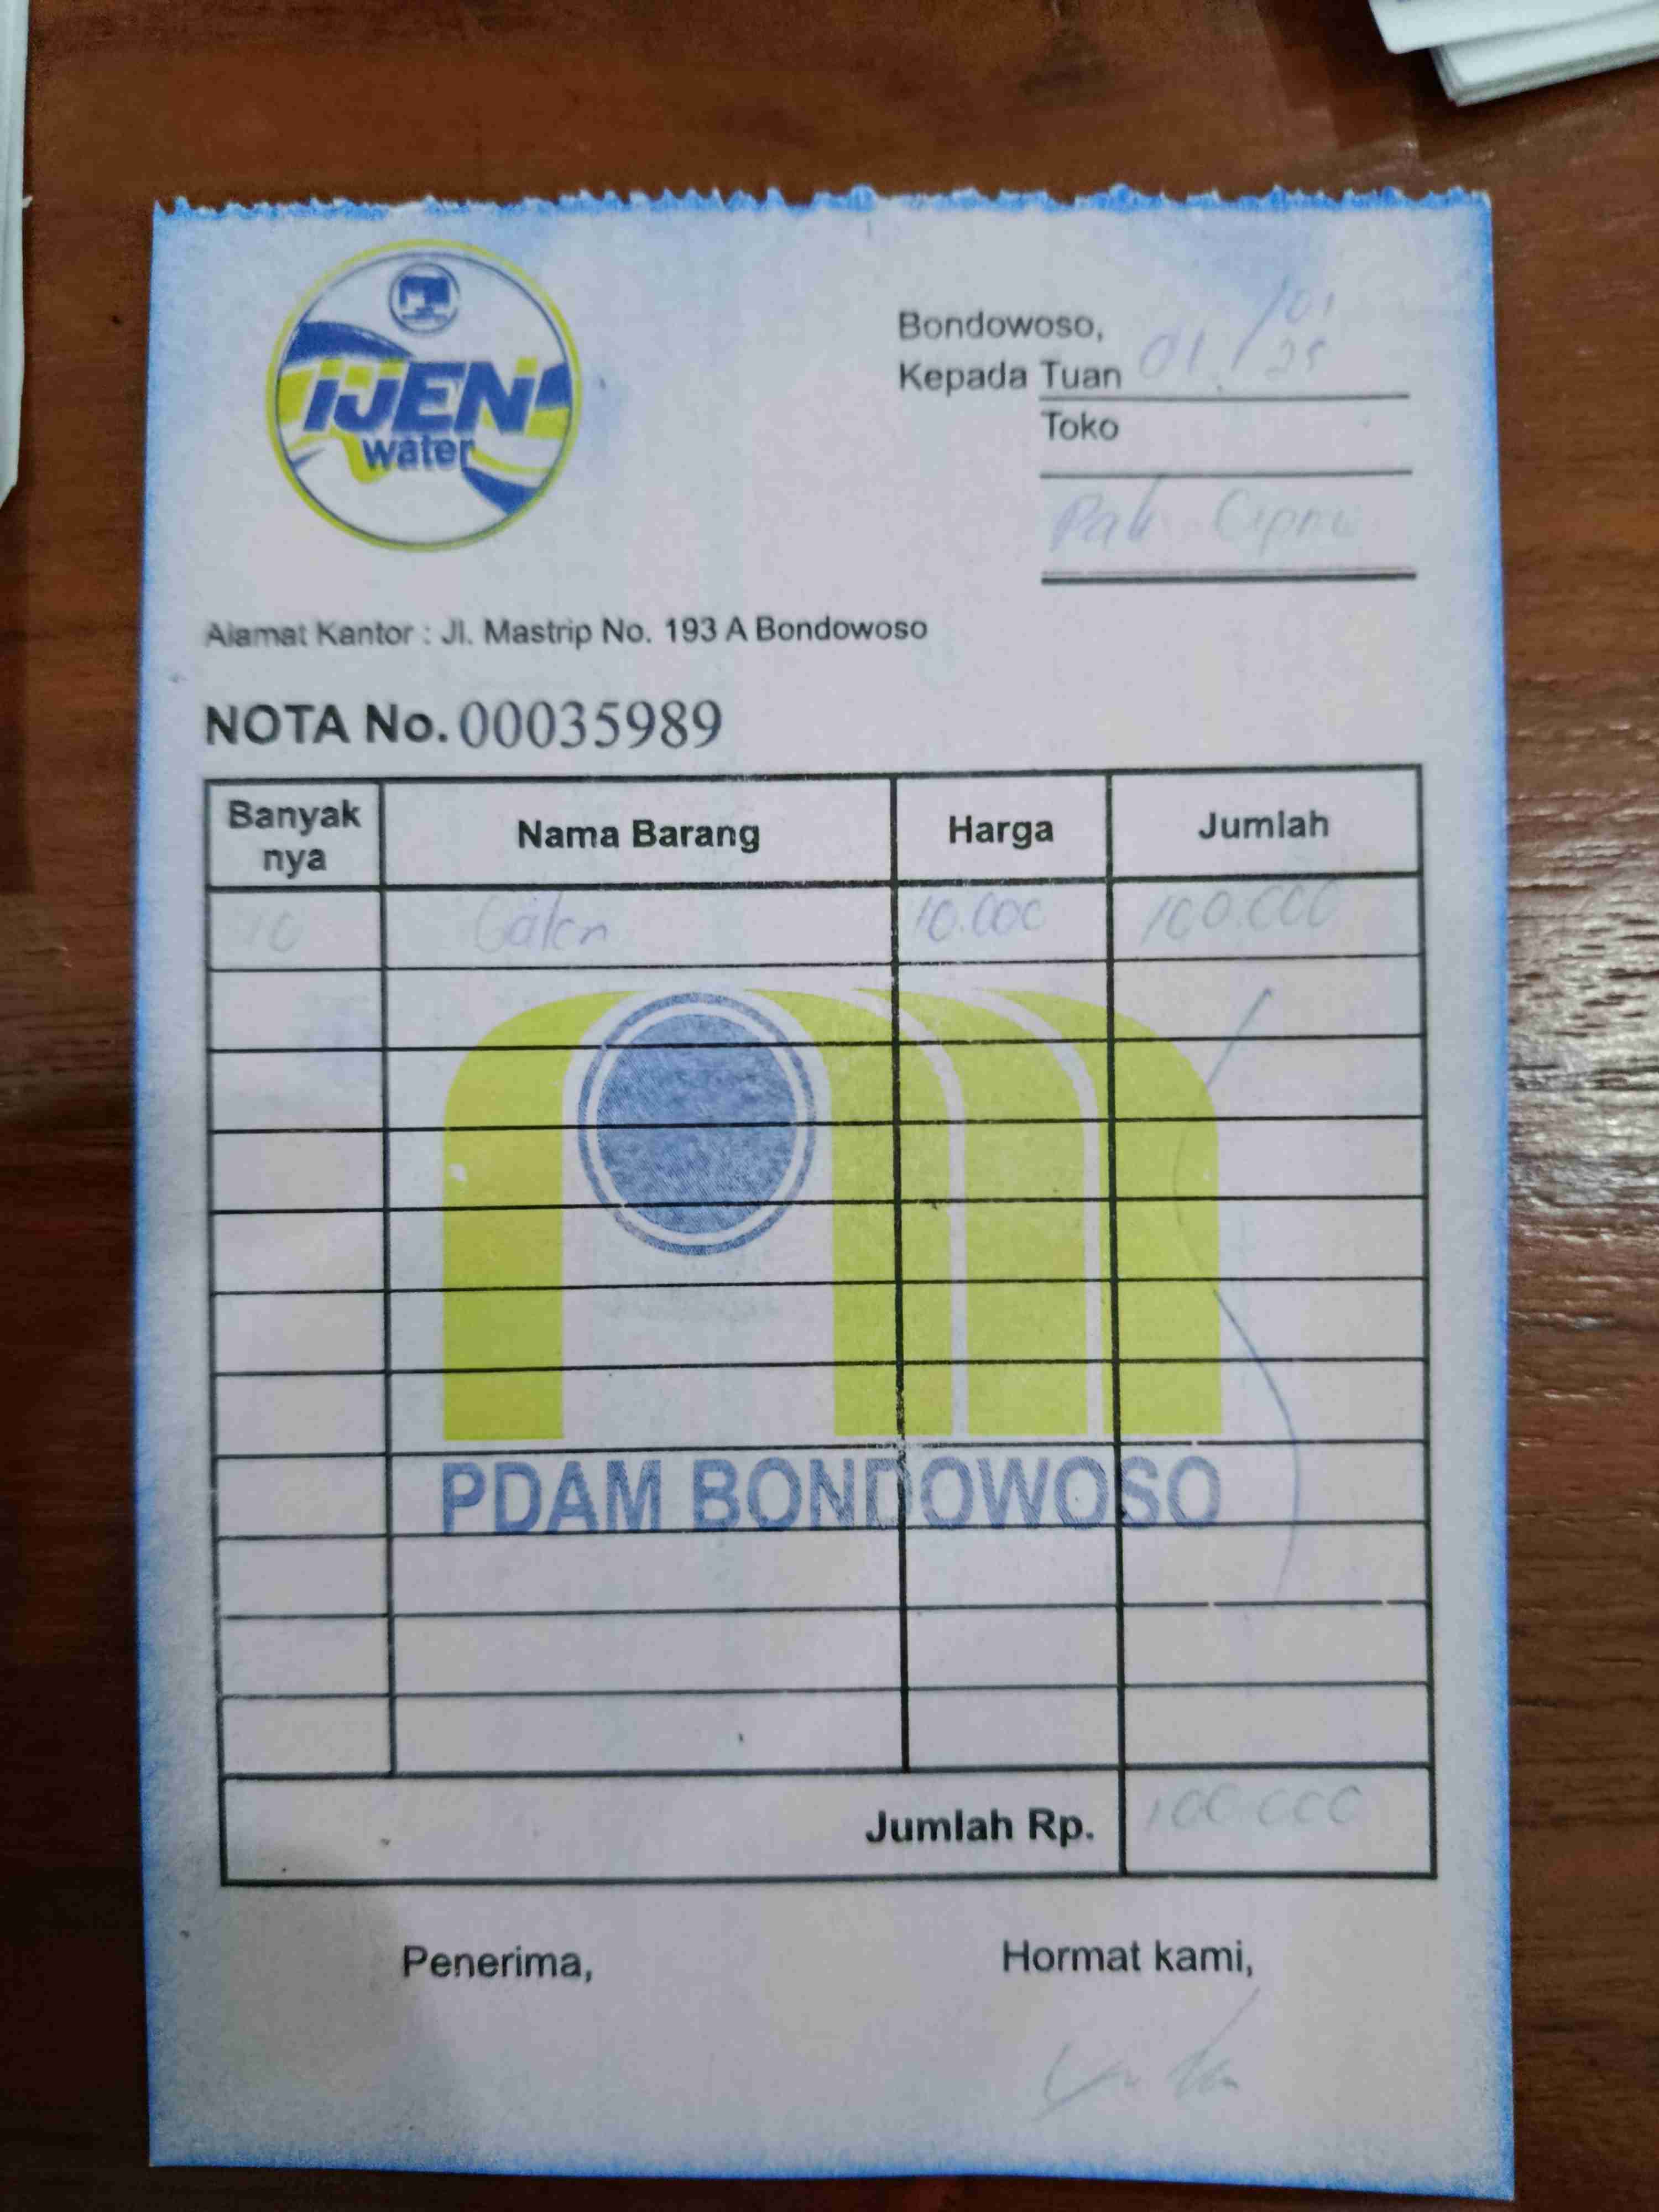 IJEN
water
Bondowoso, 01/01/25
Kepada Tuan
Toko
Pak
Alamat Kantor : Jl. Mastrip No. 193 A Bondowoso
NOTA No. 00035989
Banyak nya Nama Barang Harga Jumlah
10 Galon 10.000 100.000
PDAM BONDOWOSO
Jumlah Rp. 100.000
Penerima, Hormat kami,